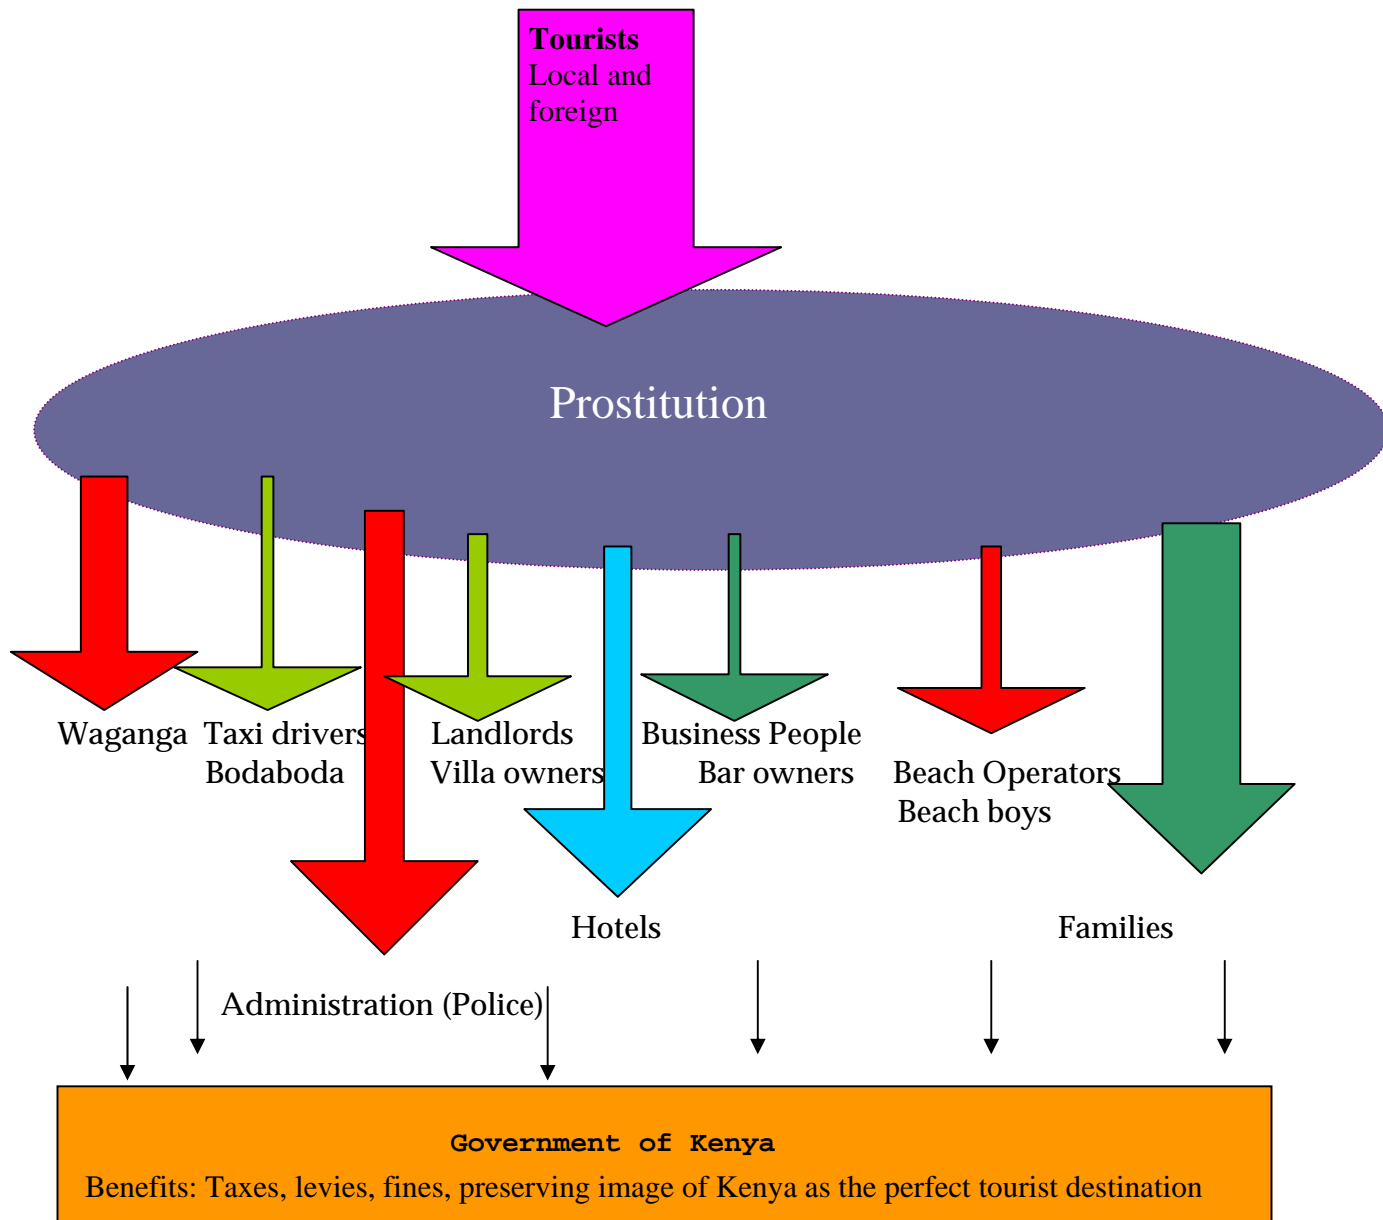 Tourists
Local and
foreign
Prostitution
Waganga
Taxi drivers
Bodaboda
Landlords
Villa owners
Business People
Bar owners
Beach Operators
Beach boys
Hotels
Families
Administration (Police)
Government of Kenya
Benefits: Taxes, levies, fines, preserving image of Kenya as the perfect tourist destination